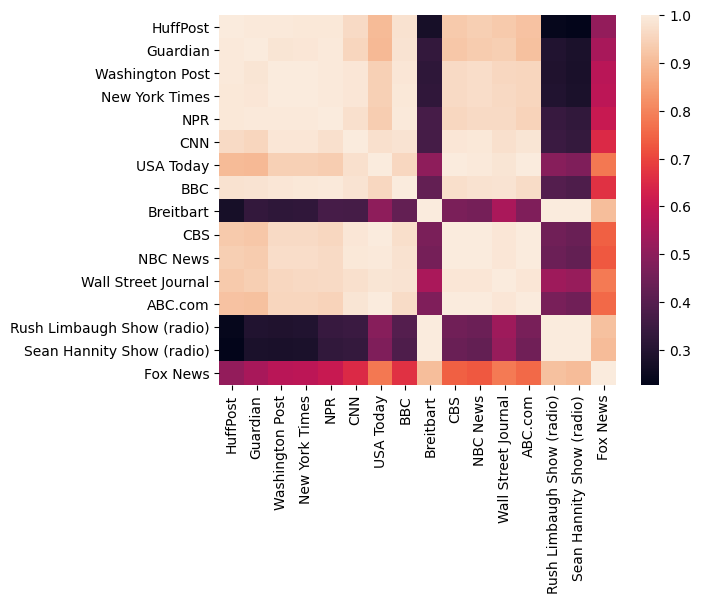 HuffPost
Guardian
Washington Post
New York Times
NPR
CNN
USA Today
BBC
Breitbart
CBS
NBC News
Wall Street Journal
ABC.com
Rush Limbaugh Show (radio)
Sean Hannity Show (radio)
Fox News
HuffPost
Guardian
Washington Post
New York Times
NPR
CNN
USA Today
BBC
Breitbart
CBS
NBC News
Wall Street Journal
ABC.com
Rush Limbaugh Show (radio)
Sean Hannity Show (radio)
Fox News
1.0
0.9
0.8
0.7
0.6
0.5
0.4
0.3